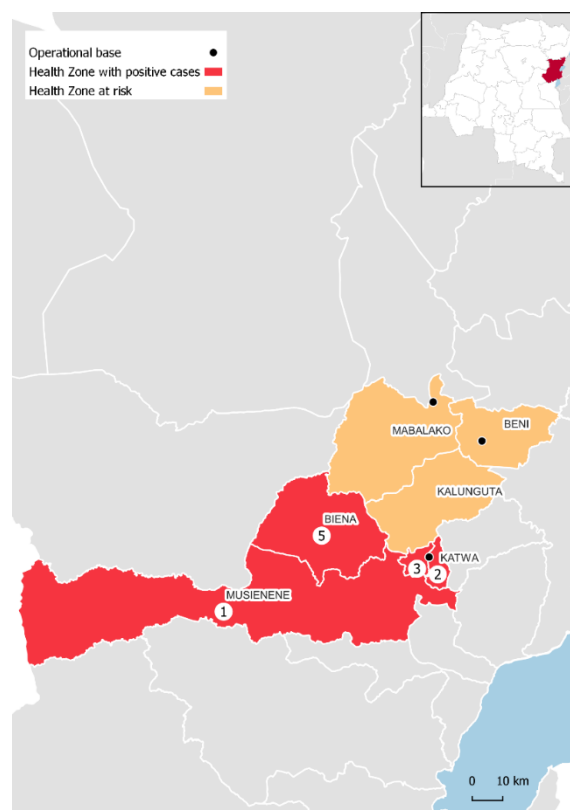 Operational base
Health Zone with positive cases
Health Zone at risk
MABALAKO
BENI
KALUNGUTA
BIENA
5
KATWA
3
2
MUSIENENE
1
0 10 km